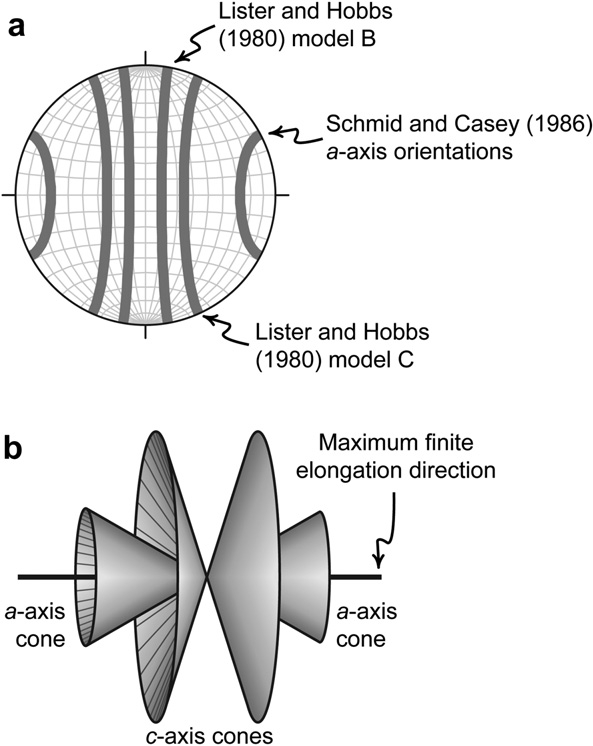 a
Lister and Hobbs
(1980) model B
Schmid and Casey (1986)
a-axis orientations
Lister and Hobbs
(1980) model C
b
Maximum finite
elongation direction
a-axis
cone
a-axis
cone
c-axis cones